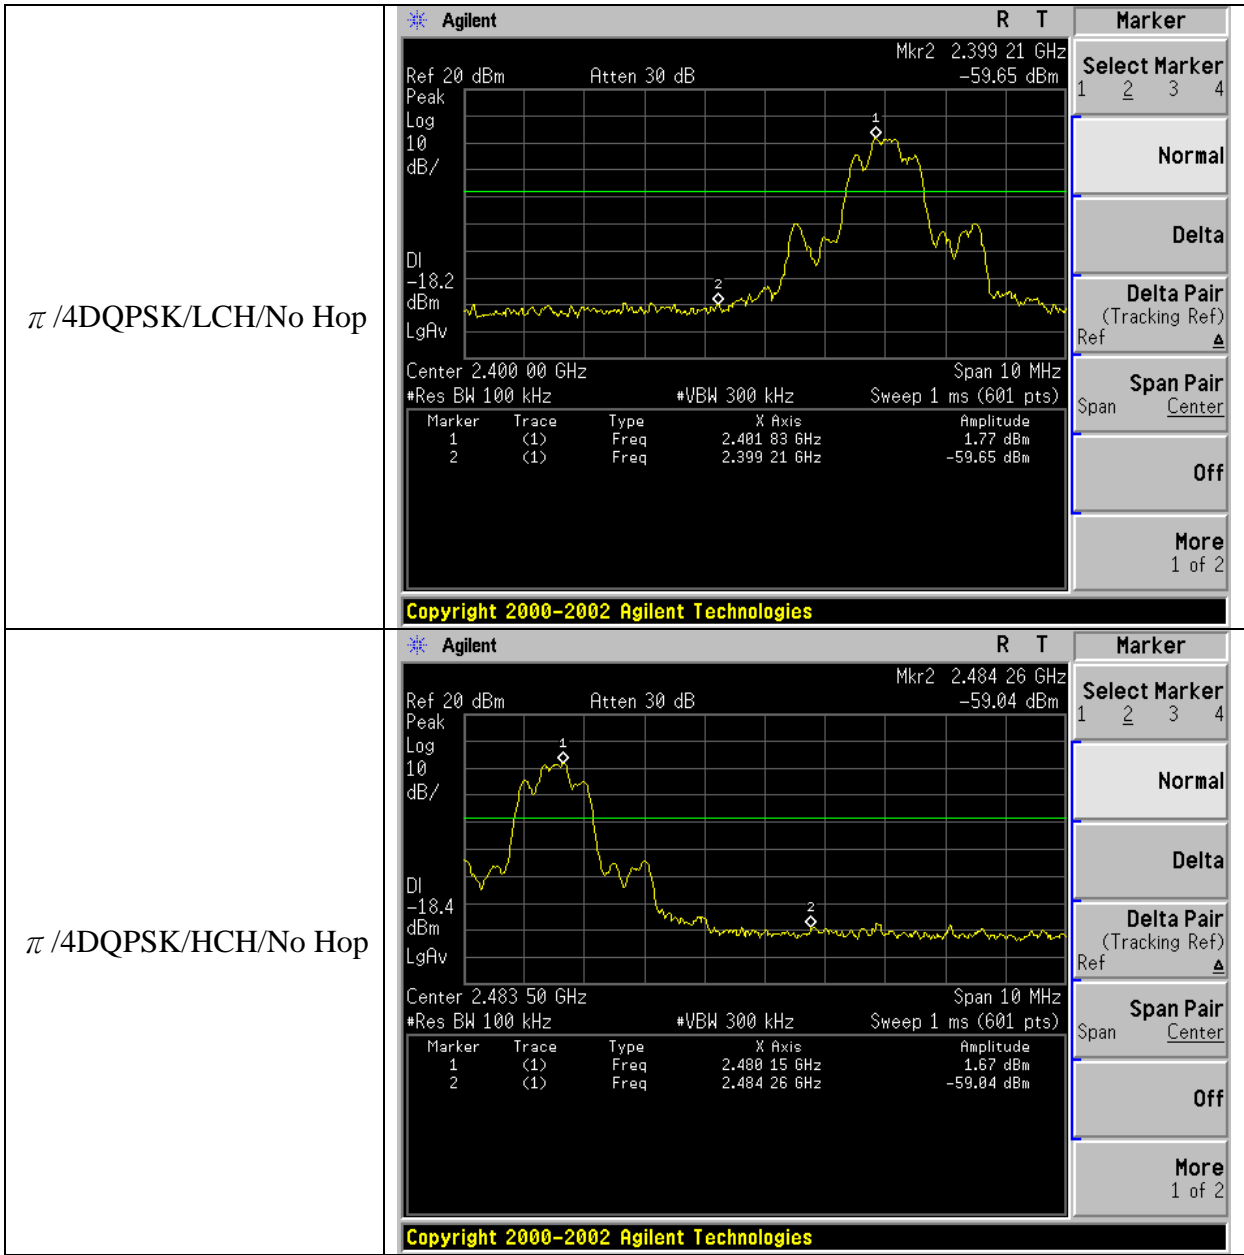 π/4DQPSK/LCH/No Hop
Agilent R T
Mkr2 2.399 21 GHz
Ref 20 dBm Atten 30 dB -59.65 dBm
Peak
Log
10
dB/
1
2
DI
-18.2
dBm
LgAv
Center 2.400 00 GHz Span 10 MHz
#Res BW 100 kHz #VBW 300 kHz Sweep 1 ms (601 pts)
Marker Trace Type X Axis Amplitude
1 (1) Freq 2.401 83 GHz 1.77 dBm
2 (1) Freq 2.399 21 GHz -59.65 dBm
Copyright 2000-2002 Agilent Technologies
Marker
Select Marker
1 2 3 4
Normal
Delta
Delta Pair
(Tracking Ref)
Ref Δ
Span Pair
Span Center
Off
More
1 of 2
π/4DQPSK/HCH/No Hop
Agilent R T
Mkr2 2.484 26 GHz
Ref 20 dBm Atten 30 dB -59.04 dBm
Peak
Log
10
dB/
1
2
DI
-18.4
dBm
LgAv
Center 2.483 50 GHz Span 10 MHz
#Res BW 100 kHz #VBW 300 kHz Sweep 1 ms (601 pts)
Marker Trace Type X Axis Amplitude
1 (1) Freq 2.480 15 GHz 1.67 dBm
2 (1) Freq 2.484 26 GHz -59.04 dBm
Copyright 2000-2002 Agilent Technologies
Marker
Select Marker
1 2 3 4
Normal
Delta
Delta Pair
(Tracking Ref)
Ref Δ
Span Pair
Span Center
Off
More
1 of 2